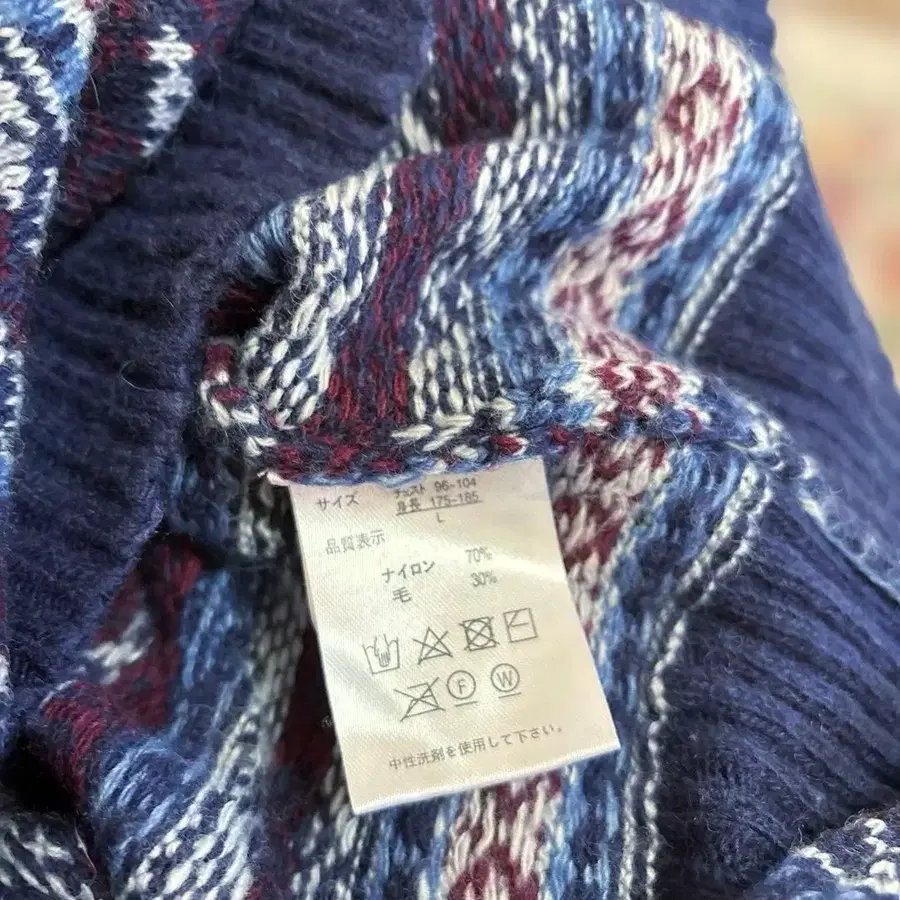 サイズ チェスト 96-104
身長 175-185
L
品質表示
ナイロン 70%
毛 30%
F W
中性洗剤を使用して下さい。